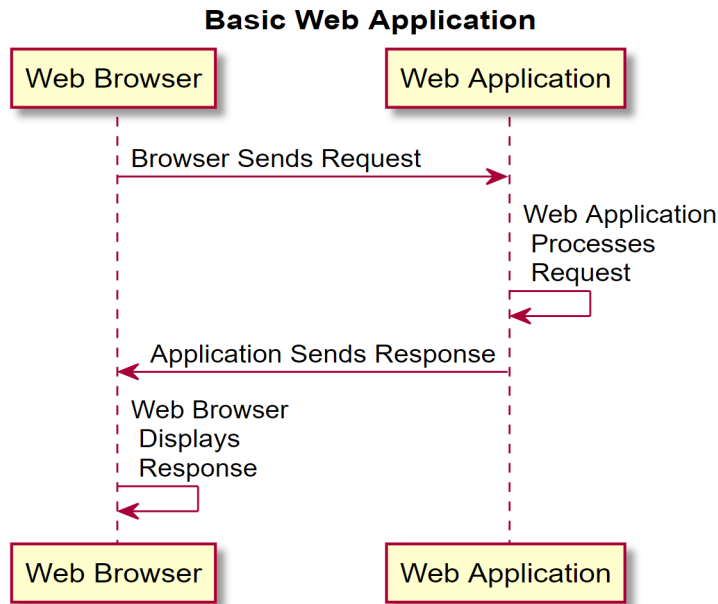 Basic Web Application
Web Browser
Web Application
Browser Sends Request
Web Application
Processes
Request
Application Sends Response
Web Browser
Displays
Response
Web Browser
Web Application